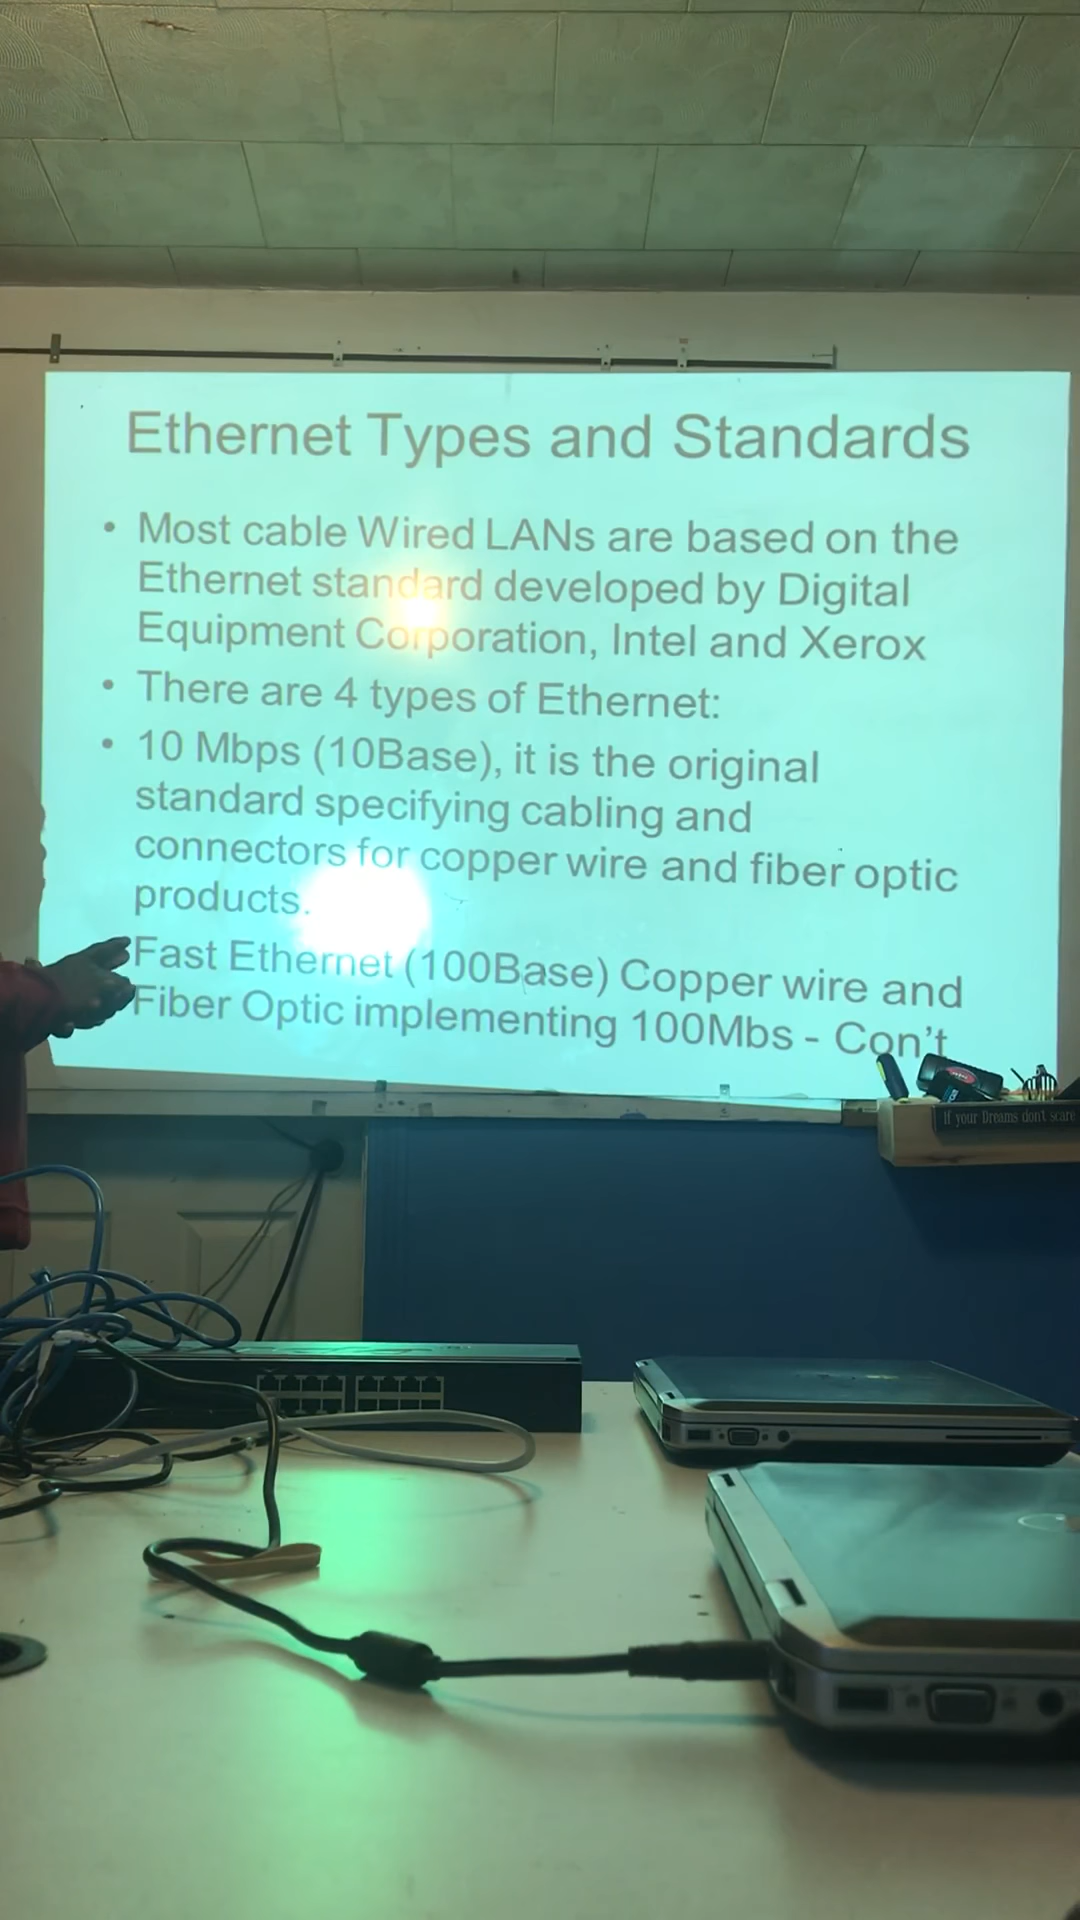 Ethernet Types and Standards
• Most cable Wired LANs are based on the
Ethernet standard developed by Digital
Equipment Corporation, Intel and Xerox
• There are 4 types of Ethernet:
• 10 Mbps (10Base), it is the original
standard specifying cabling and
connectors for copper wire and fiber optic
products.
Fast Ethernet (100Base) Copper wire and
Fiber Optic implementing 100Mbs - Con't
If your Dreams don't scare